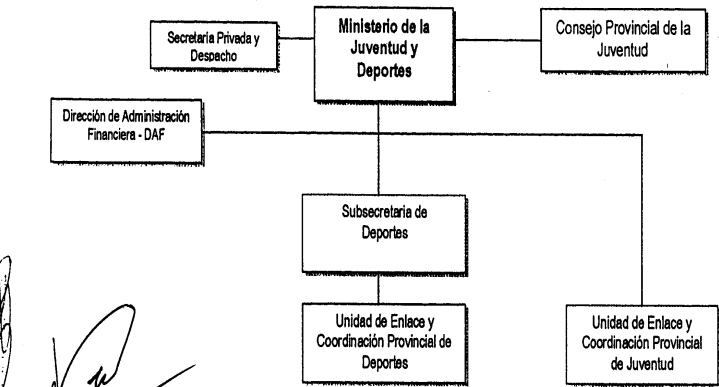 Ministerio de la
Juventud y
Deportes
Secretaria Privada y
Despacho
Consejo Provincial de la
Juventud
Dirección de Administración
Financiera - DAF
Subsecretaria de
Deportes
Unidad de Enlace y
Coordinación Provincial de
Deportes
Unidad de Enlace y
Coordinación Provincial
de Juventud